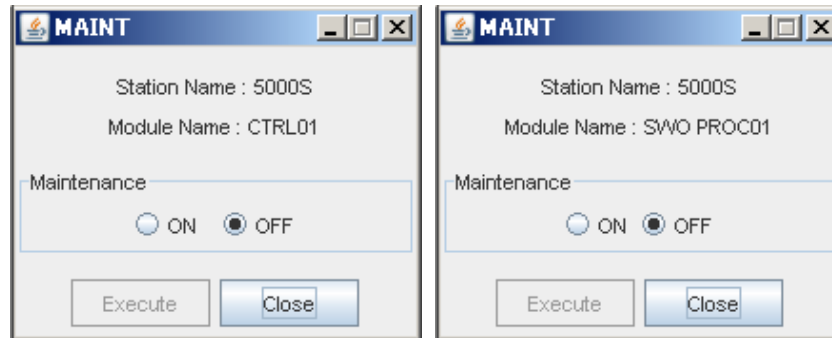 MAINT
Station Name : 5000S
Module Name : CTRL01
Maintenance
ON OFF
Execute Close
MAINT
Station Name : 5000S
Module Name : SWO PROC01
Maintenance
ON OFF
Execute Close